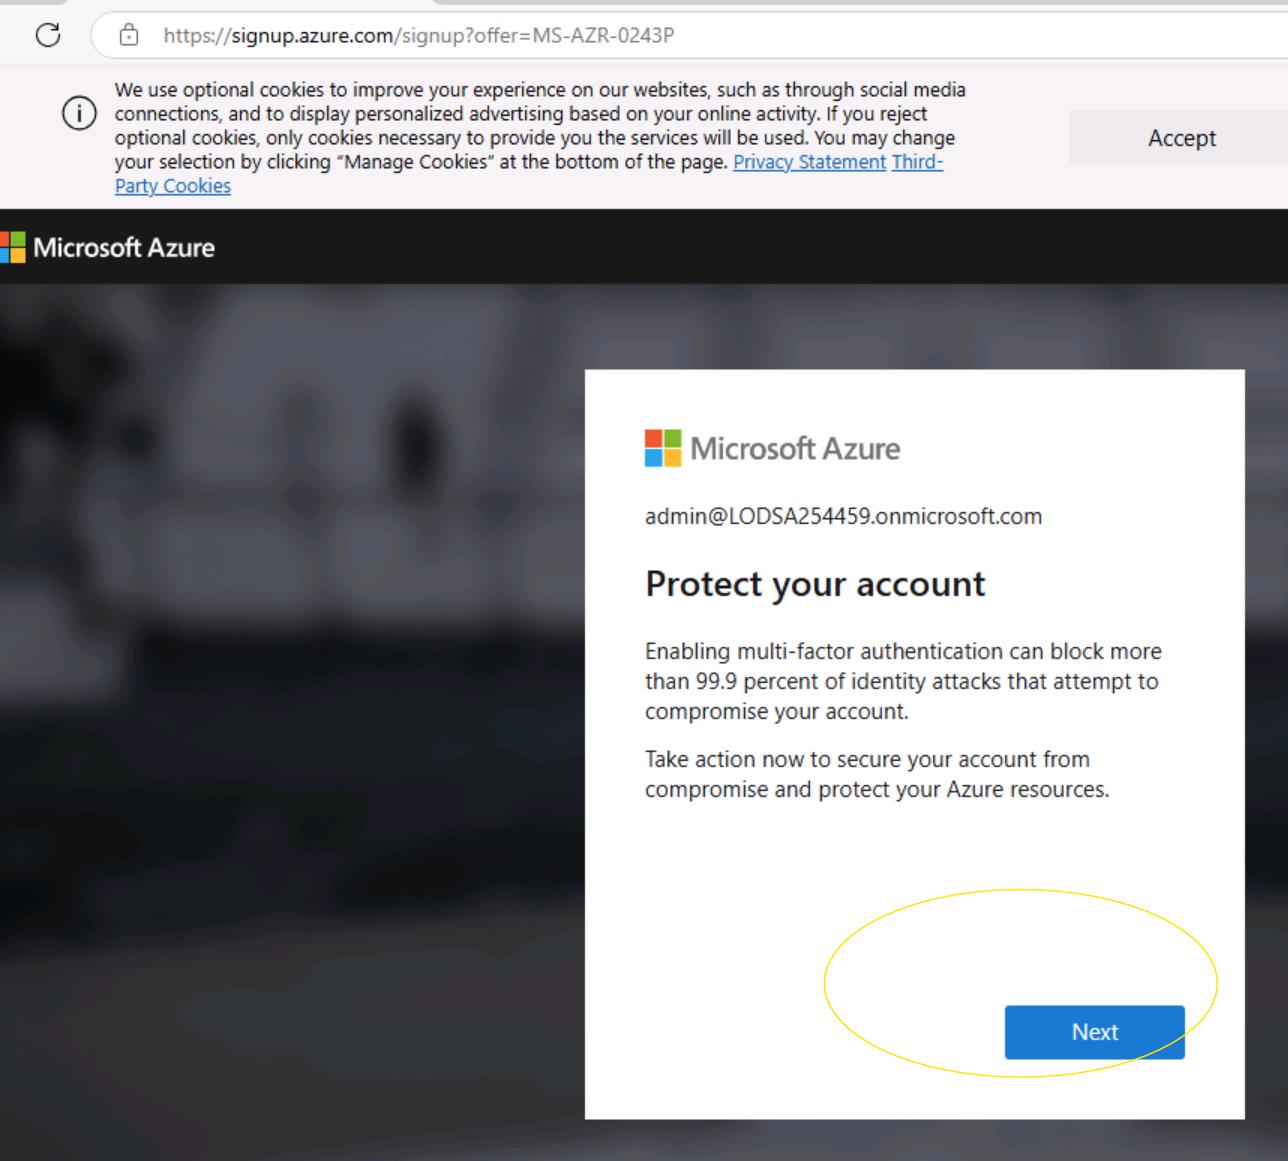 https://signup.azure.com/signup?offer=MS-AZR-0243P
We use optional cookies to improve your experience on our websites, such as through social media
connections, and to display personalized advertising based on your online activity. If you reject
optional cookies, only cookies necessary to provide you the services will be used. You may change
your selection by clicking “Manage Cookies” at the bottom of the page. Privacy Statement Third-
Party Cookies
Accept
Microsoft Azure
Microsoft Azure
admin@LODSA254459.onmicrosoft.com
Protect your account
Enabling multi-factor authentication can block more
than 99.9 percent of identity attacks that attempt to
compromise your account.
Take action now to secure your account from
compromise and protect your Azure resources.
Next